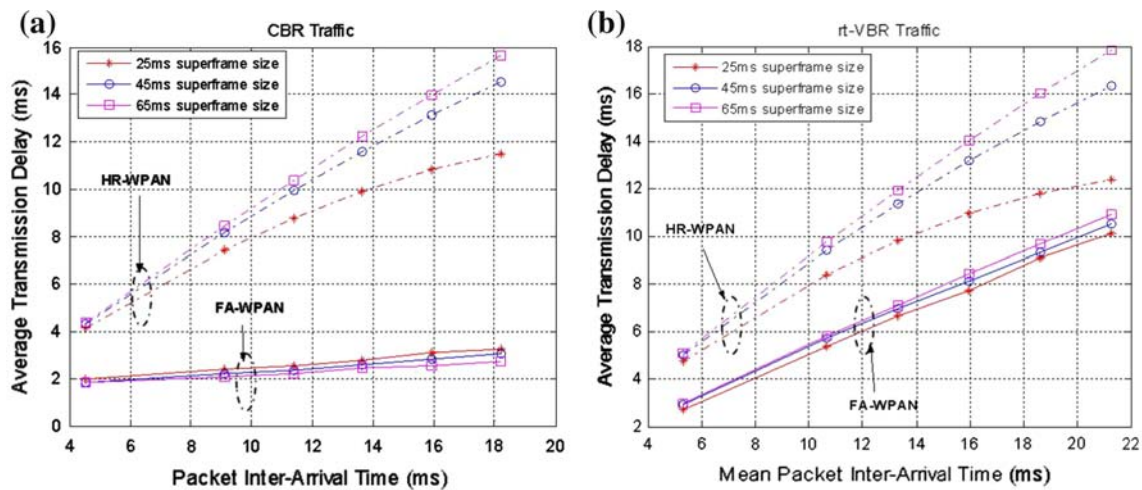 (a)
CBR Traffic
16
14
12
10
8
6
4
2
0
Average Transmission Delay (ms)
25ms superframe size
45ms superframe size
65ms superframe size
HR-WPAN
FA-WPAN
4 6 8 10 12 14 16 18 20
Packet Inter-Arrival Time (ms)
(b)
rt-VBR Traffic
18
16
14
12
10
8
6
4
2
Average Transmission Delay (ms)
25ms superframe size
45ms superframe size
65ms superframe size
HR-WPAN
FA-WPAN
4 6 8 10 12 14 16 18 20 22
Mean Packet Inter-Arrival Time (ms)